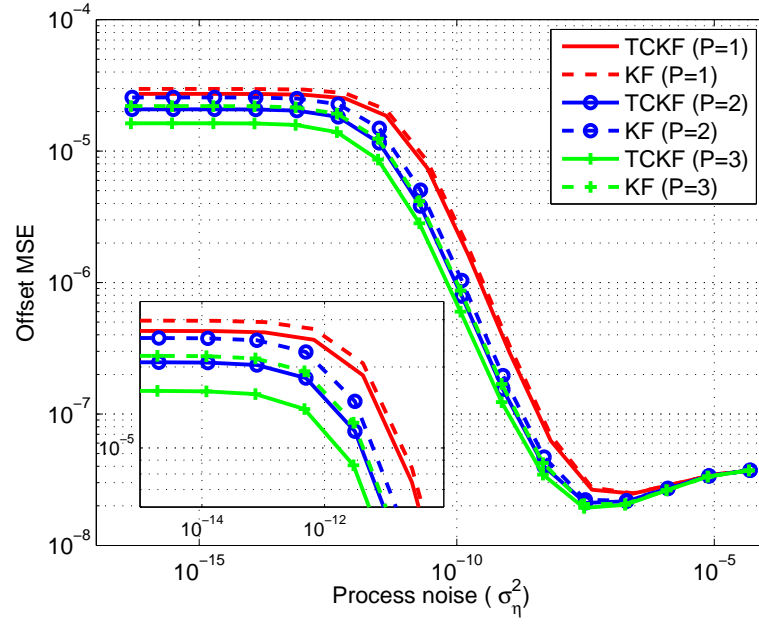 10⁻⁴
10⁻⁵
10⁻⁶
10⁻⁷
10⁻⁸
Offset MSE
TCKF (P=1)
KF (P=1)
TCKF (P=2)
KF (P=2)
TCKF (P=3)
KF (P=3)
10⁻⁵
10⁻¹⁴ 10⁻¹²
10⁻¹⁵ 10⁻¹⁰ 10⁻⁵
Process noise ( σ²_η)